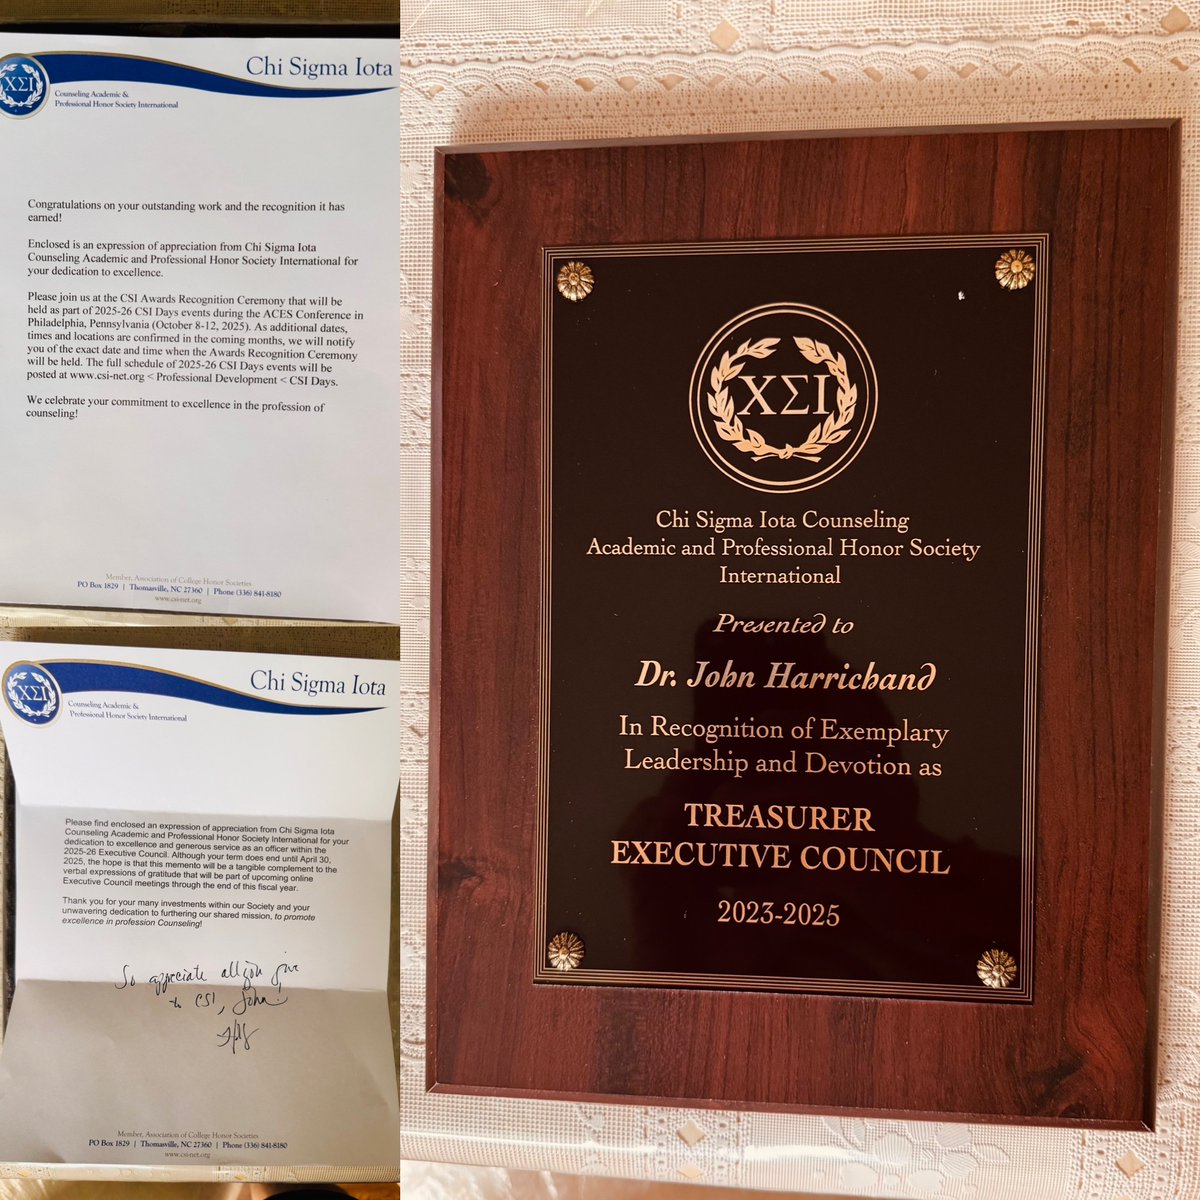 Chi Sigma Iota
ΧΣΙ
Counseling Academic &
Professional Honor Society International
Congratulations on your outstanding work and the recognition it has
earned!
Enclosed is an expression of appreciation from Chi Sigma Iota
Counseling Academic and Professional Honor Society International for
your dedication to excellence.
Please join us at the CSI Awards Recognition Ceremony that will be
held as part of 2025-26 CSI Days events during the ACES Conference in
Philadelphia, Pennsylvania (October 8-12, 2025). As additional dates,
times and locations are confirmed in the coming months, we will notify
you of the exact date and time when the Awards Recognition Ceremony
will be held. The full schedule of 2025-26 CSI Days events will be
posted at www.csi-net.org < Professional Development < CSI Days.
We celebrate your commitment to excellence in the profession of
counseling!
Member, Association of College Honor Societies
PO Box 1829 | Thomasville, NC 27360 | Phone (336) 841-8180
www.csi-net.org
Chi Sigma Iota
ΧΣΙ
Counseling Academic &
Professional Honor Society International
Please find enclosed an expression of appreciation from Chi Sigma Iota
Counseling Academic and Professional Honor Society International for your
dedication to excellence and generous service as an officer within the
2025-26 Executive Council. Although your term does end until April 30,
2025, the hope is that this memento will be a tangible complement to the
verbal expressions of gratitude that will be part of upcoming online
Executive Council meetings through the end of this fiscal year.
Thank you for your many investments within our Society and your
unwavering dedication to furthering our shared mission, to promote
excellence in profession Counseling!
So appreciate all you give
to CSI, John!
Member, Association of College Honor Societies
PO Box 1829 | Thomasville, NC 27360 | Phone (336) 841-8180
www.csi-net.org
ΧΣΙ
Chi Sigma Iota Counseling
Academic and Professional Honor Society
International
Presented to
Dr. John Harrichand
In Recognition of Exemplary
Leadership and Devotion as
TREASURER
EXECUTIVE COUNCIL
2023-2025